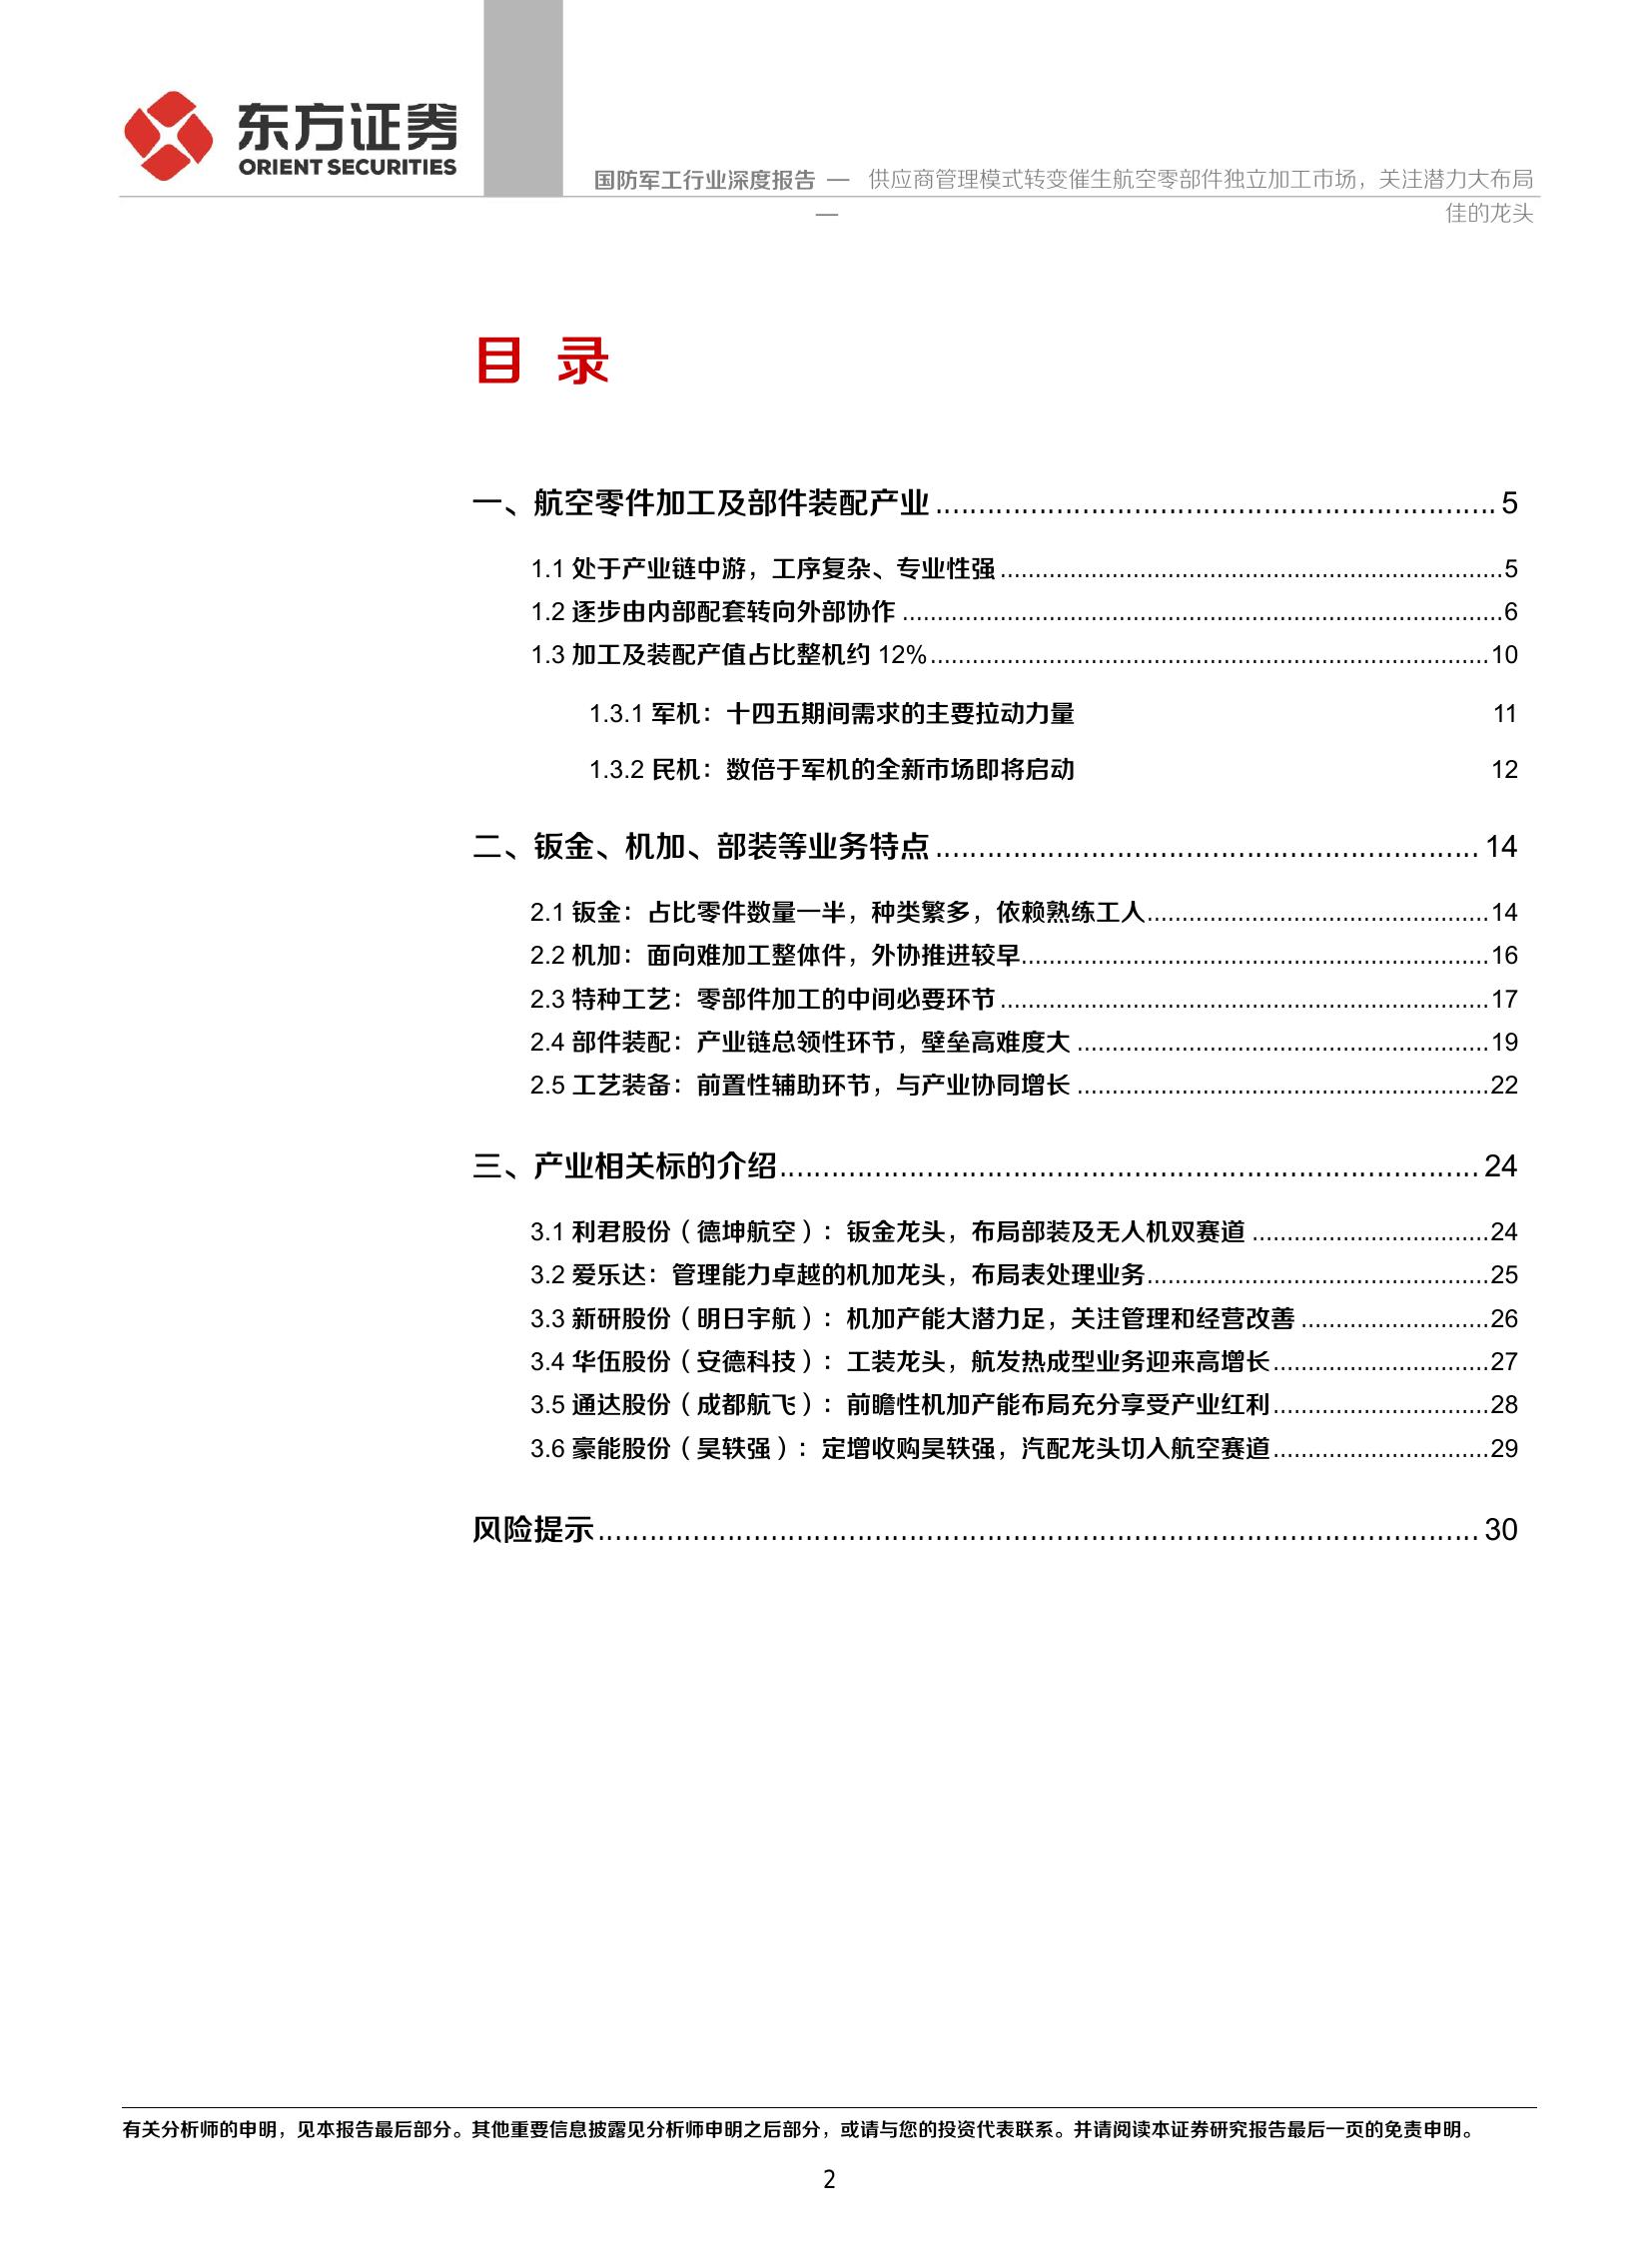 东方证券
ORIENT SECURITIES
国防军工行业深度报告 —— 供应商管理模式转变催生航空零部件独立加工市场，关注潜力大布局
佳的龙头
目 录
一、航空零件加工及部件装配产业 ........ 5
1.1 处于产业链中游，工序复杂、专业性强 ........ 5
1.2 逐步由内部配套转向外部协作 ........ 6
1.3 加工及装配产值占比整机约 12% ........ 10
1.3.1 军机：十四五期间需求的主要拉动力量 11
1.3.2 民机：数倍于军机的全新市场即将启动 12
二、钣金、机加、部装等业务特点 ........ 14
2.1 钣金：占比零件数量一半，种类繁多，依赖熟练工人 ........ 14
2.2 机加：面向难加工整体件，外协推进较早 ........ 16
2.3 特种工艺：零部件加工的中间必要环节 ........ 17
2.4 部件装配：产业链总领性环节，壁垒高难度大 ........ 19
2.5 工艺装备：前置性辅助环节，与产业协同增长 ........ 22
三、产业相关标的介绍 ........ 24
3.1 利君股份（德坤航空）：钣金龙头，布局部装及无人机双赛道 ........ 24
3.2 爱乐达：管理能力卓越的机加龙头，布局表处理业务 ........ 25
3.3 新研股份（明日宇航）：机加产能大潜力足，关注管理和经营改善 ........ 26
3.4 华伍股份（安德科技）：工装龙头，航发热成型业务迎来高增长 ........ 27
3.5 通达股份（成都航飞）：前瞻性机加产能布局充分享受产业红利 ........ 28
3.6 豪能股份（昊轶强）：定增收购昊轶强，汽配龙头切入航空赛道 ........ 29
风险提示 ........ 30
有关分析师的申明，见本报告最后部分。其他重要信息披露见分析师申明之后部分，或请与您的投资代表联系。并请阅读本证券研究报告最后一页的免责申明。
2